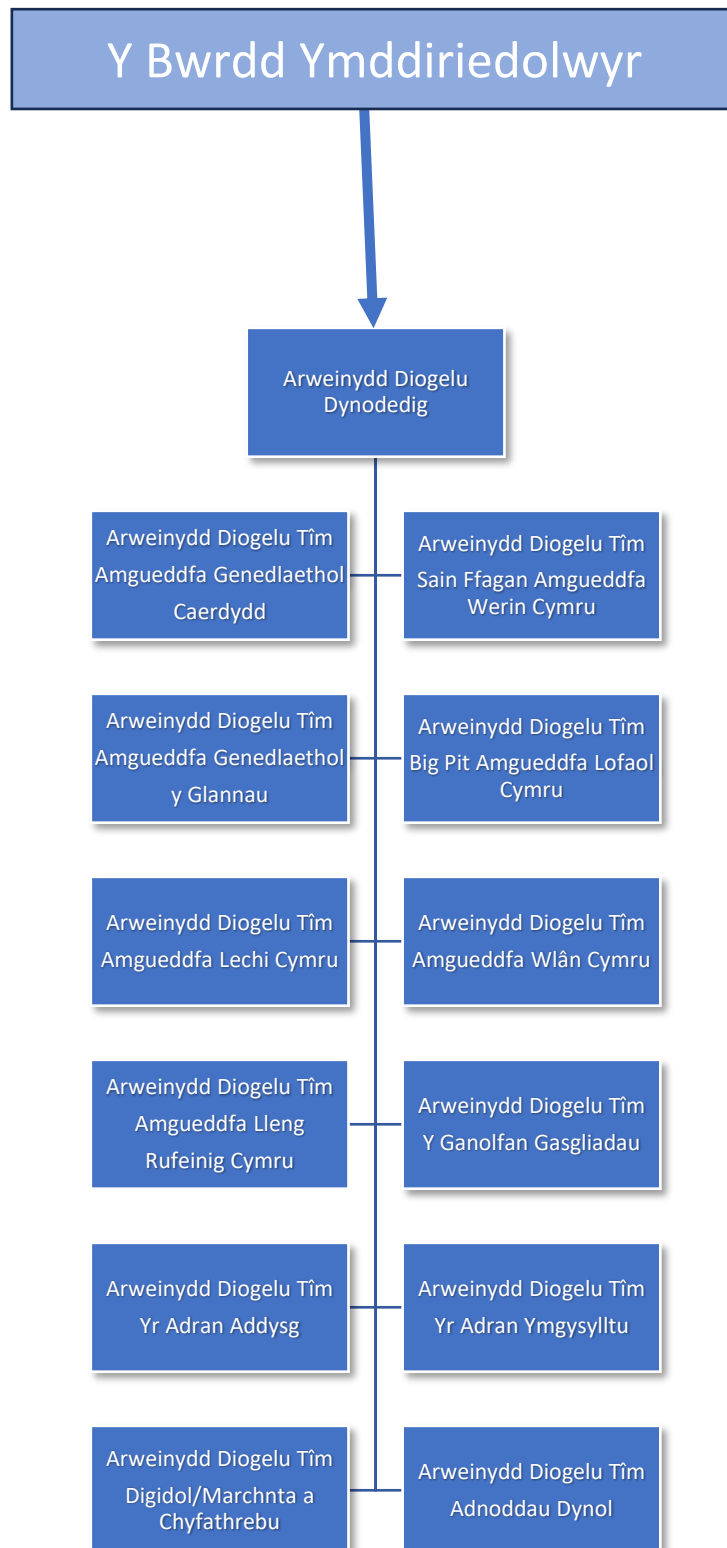 Y Bwrdd Ymddiriedolwyr
Arweinydd Diogelu
Dynodedig
Arweinydd Diogelu Tîm
Amgueddfa Genedlaethol
Caerdydd
Arweinydd Diogelu Tîm
Sain Ffagan Amgueddfa
Werin Cymru
Arweinydd Diogelu Tîm
Amgueddfa Genedlaethol
y Glannau
Arweinydd Diogelu Tîm
Big Pit Amgueddfa Lofaol
Cymru
Arweinydd Diogelu Tîm
Amgueddfa Lechi Cymru
Arweinydd Diogelu Tîm
Amgueddfa Wlân Cymru
Arweinydd Diogelu Tîm
Amgueddfa Lleng
Rufeinig Cymru
Arweinydd Diogelu Tîm
Y Ganolfan Gasgliadau
Arweinydd Diogelu Tîm
Yr Adran Addysg
Arweinydd Diogelu Tîm
Yr Adran Ymgysylltu
Arweinydd Diogelu Tîm
Digidol/Marchnta a
Chyfathrebu
Arweinydd Diogelu Tîm
Adnoddau Dynol